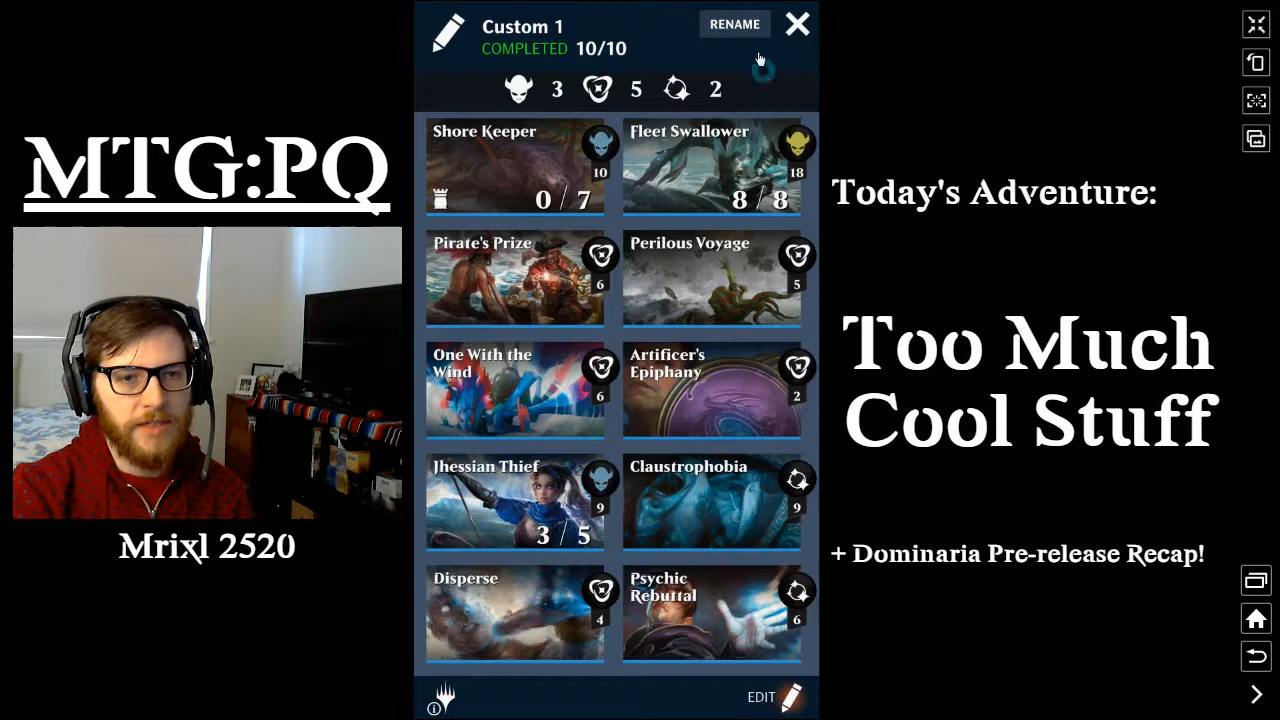 MTG:PQ
Mrixl 2520
Custom 1
COMPLETED 10/10
RENAME
3 5 2
Shore Keeper
10
0 / 7
Fleet Swallower
18
8 / 8
Pirate's Prize
6
Perilous Voyage
5
One With the
Wind
6
Artificer's
Epiphany
2
Jhessian Thief
9
3 / 5
Claustrophobia
9
Disperse
4
Psychic
Rebuttal
6
EDIT
Today's Adventure:
Too Much
Cool Stuff
+ Dominaria Pre-release Recap!